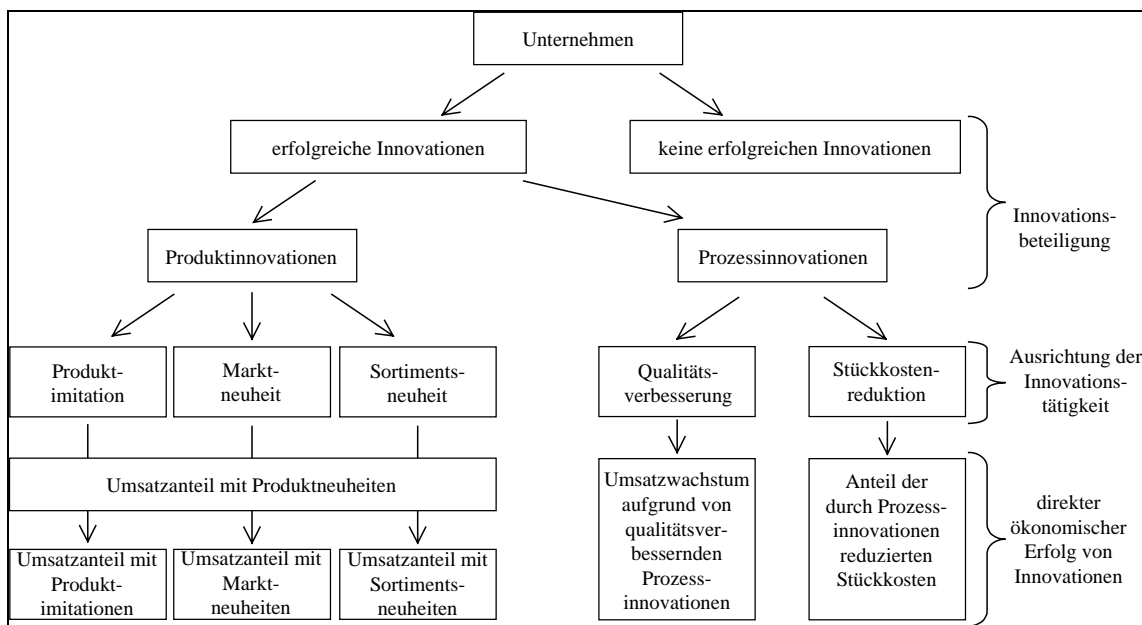 Unternehmen
erfolgreiche Innovationen
keine erfolgreichen Innovationen
Innovations-
beteiligung
Produktinnovationen
Prozessinnovationen
Produkt-
imitation
Markt-
neuheit
Sortiments-
neuheit
Qualitäts-
verbesserung
Stückkosten-
reduktion
Ausrichtung der
Innovations-
tätigkeit
Umsatzanteil mit Produktneuheiten
Umsatzanteil mit
Produkt-
imitationen
Umsatzanteil mit
Markt-
neuheiten
Umsatzanteil mit
Sortiments-
neuheiten
Umsatzwachstum
aufgrund von
qualitätsver-
bessernden
Prozess-
innovationen
Anteil der
durch Prozess-
innovationen
reduzierten
Stückkosten
direkter
ökonomischer
Erfolg von
Innovationen